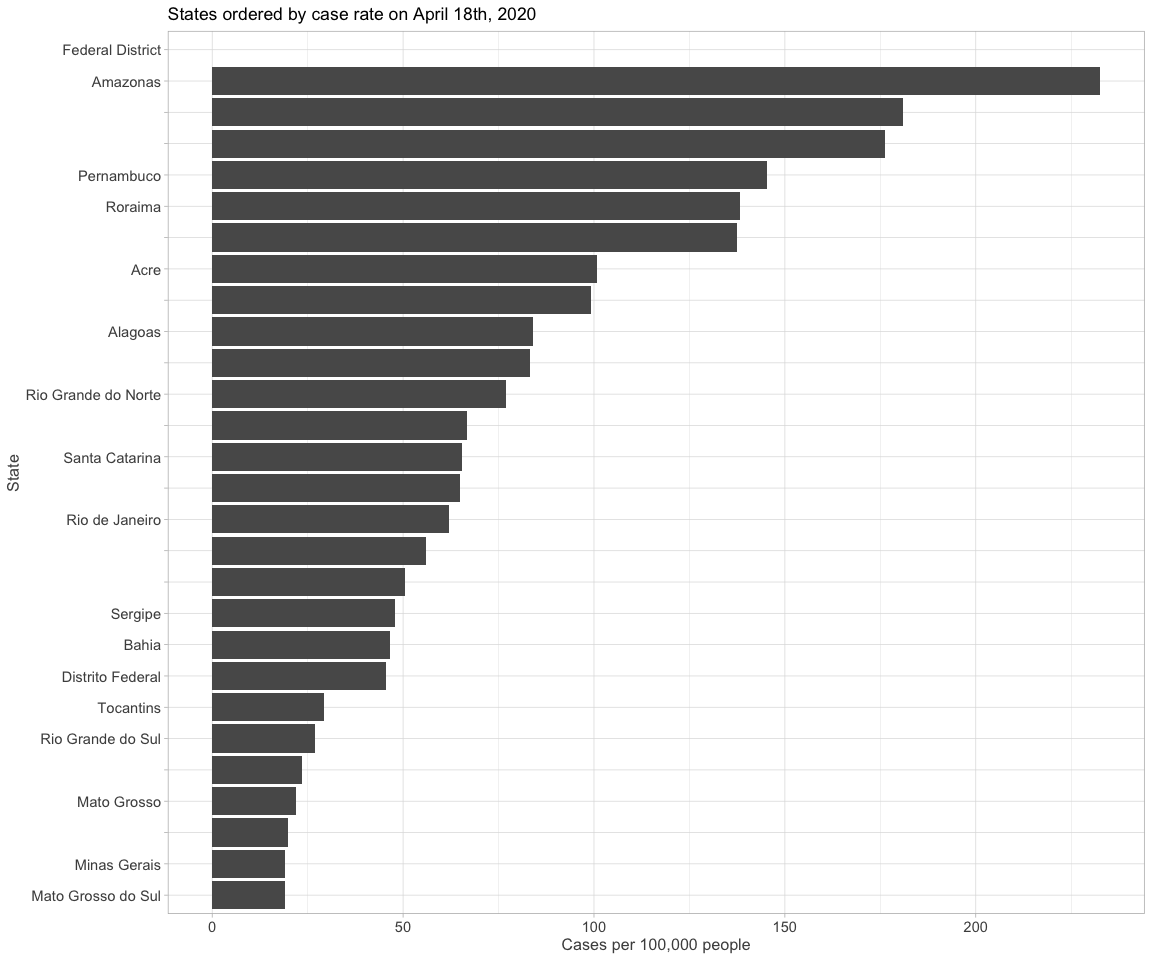 States ordered by case rate on April 18th, 2020
Federal District
Amazonas
Pernambuco
Roraima
Acre
Alagoas
Rio Grande do Norte
Santa Catarina
Rio de Janeiro
Sergipe
Bahia
Distrito Federal
Tocantins
Rio Grande do Sul
Mato Grosso
Minas Gerais
Mato Grosso do Sul
State
0 50 100 150 200
Cases per 100,000 people